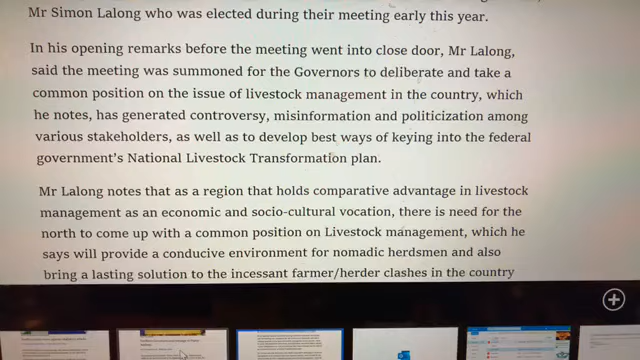 Mr Simon Lalong who was elected during their meeting early this year.
In his opening remarks before the meeting went into close door, Mr Lalong,
said the meeting was summoned for the Governors to deliberate and take a
common position on the issue of livestock management in the country, which
he notes, has generated controversy, misinformation and politicization among
various stakeholders, as well as to develop best ways of keying into the federal
government's National Livestock Transformation plan.
Mr Lalong notes that as a region that holds comparative advantage in livestock
management as an economic and socio-cultural vocation, there is need for the
north to come up with a common position on Livestock management, which he
says will provide a conducive environment for nomadic herdsmen and also
bring a lasting solution to the incessant farmer/herder clashes in the country